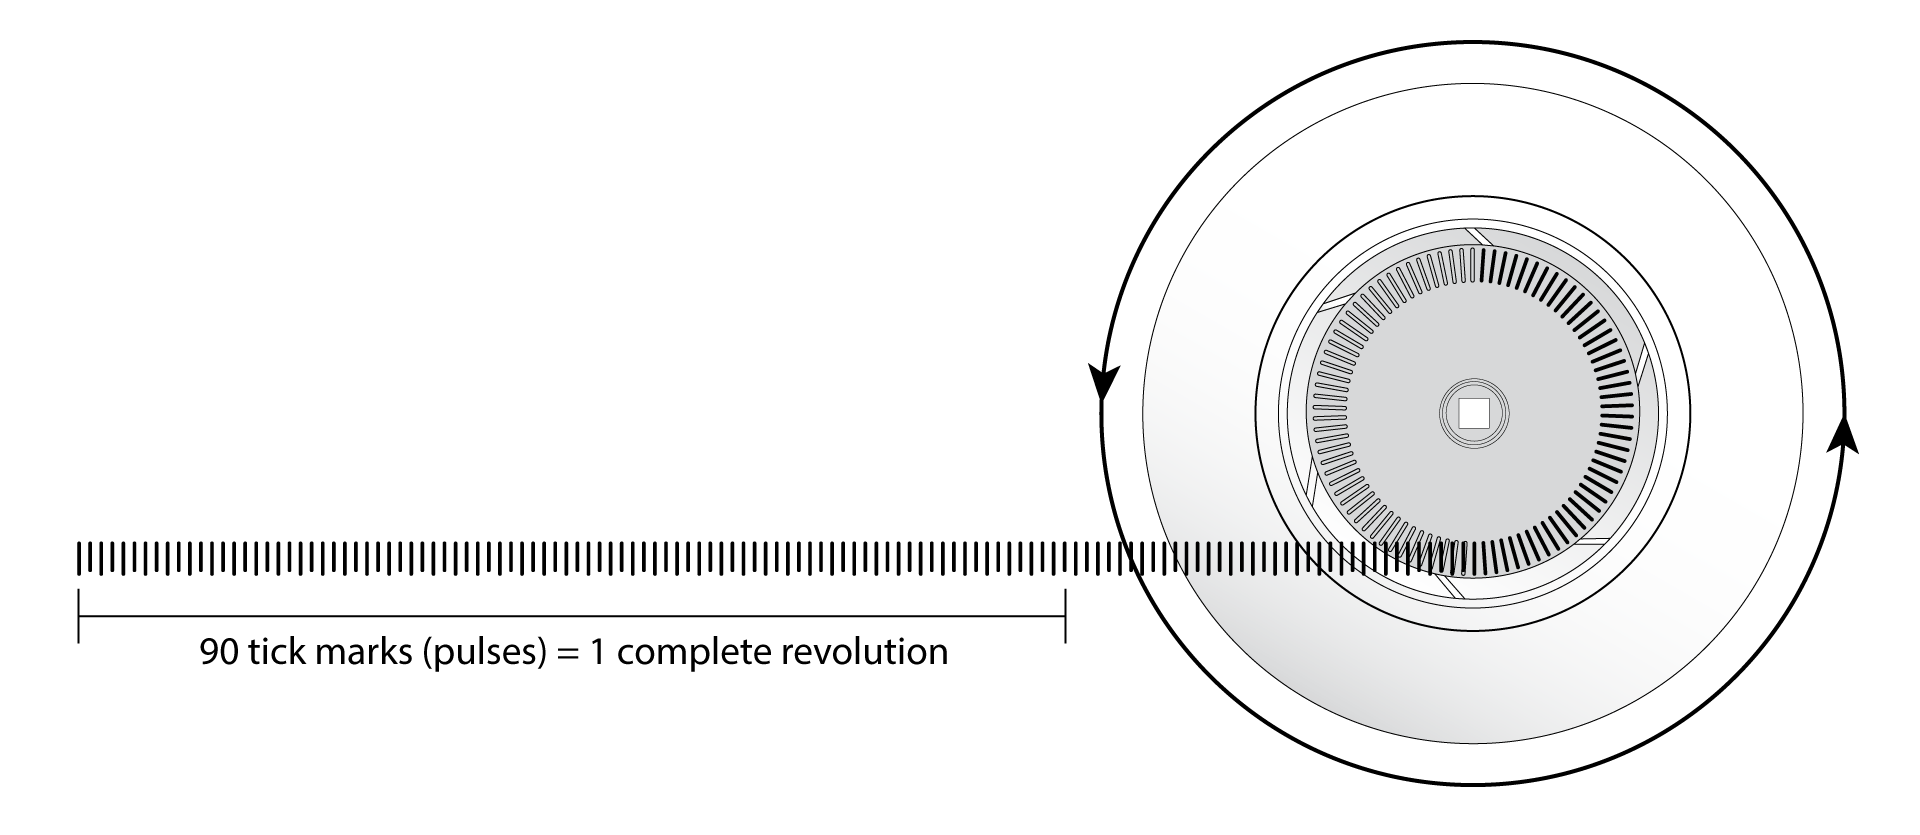 90 tick marks (pulses) = 1 complete revolution